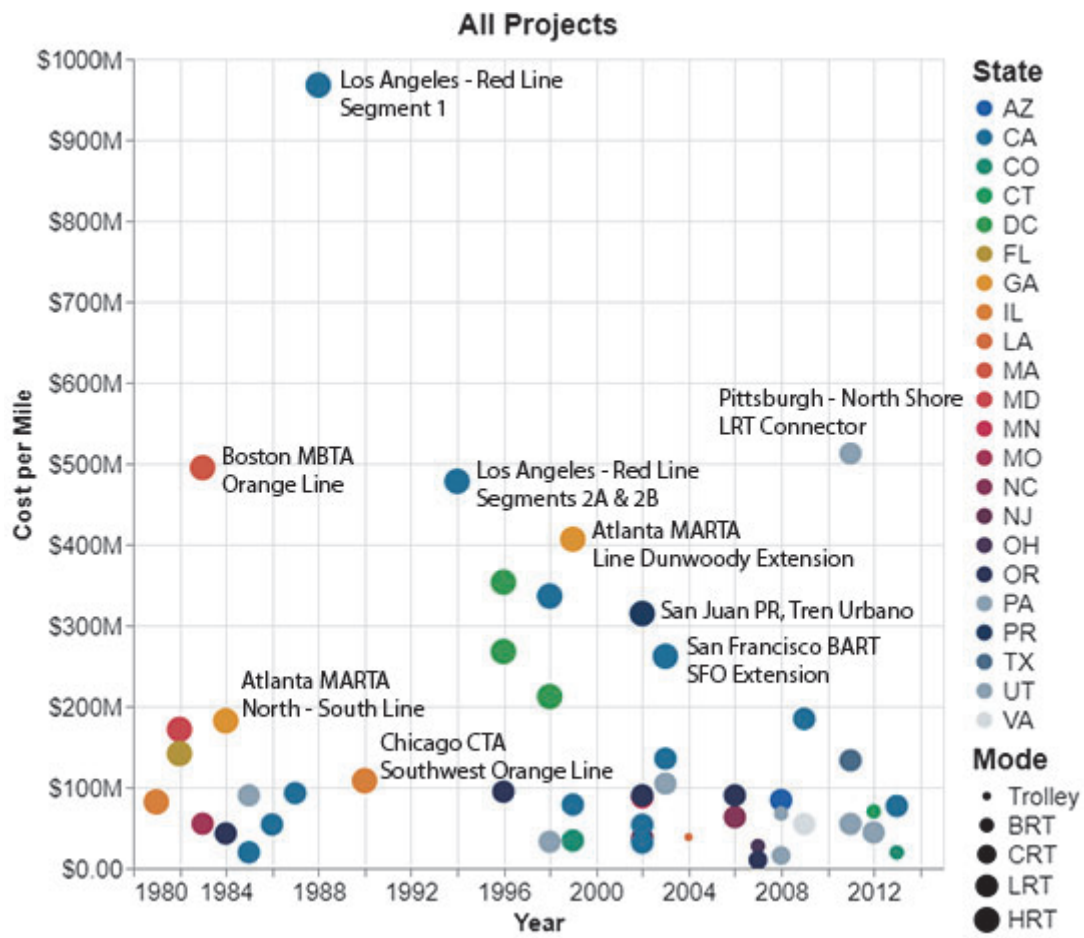 All Projects
$1000M
$900M
$800M
$700M
$600M
$500M
$400M
$300M
$200M
$100M
$0.00
Cost per Mile
Los Angeles - Red Line
Segment 1
Pittsburgh - North Shore
LRT Connector
Boston MBTA
Orange Line
Los Angeles - Red Line
Segments 2A & 2B
Atlanta MARTA
Line Dunwoody Extension
San Juan PR, Tren Urbano
San Francisco BART
SFO Extension
Atlanta MARTA
North - South Line
Chicago CTA
Southwest Orange Line
1980 1984 1988 1992 1996 2000 2004 2008 2012
Year
State
AZ
CA
CO
CT
DC
FL
GA
IL
LA
MA
MD
MN
MO
NC
NJ
OH
OR
PA
PR
TX
UT
VA
Mode
Trolley
BRT
CRT
LRT
HRT